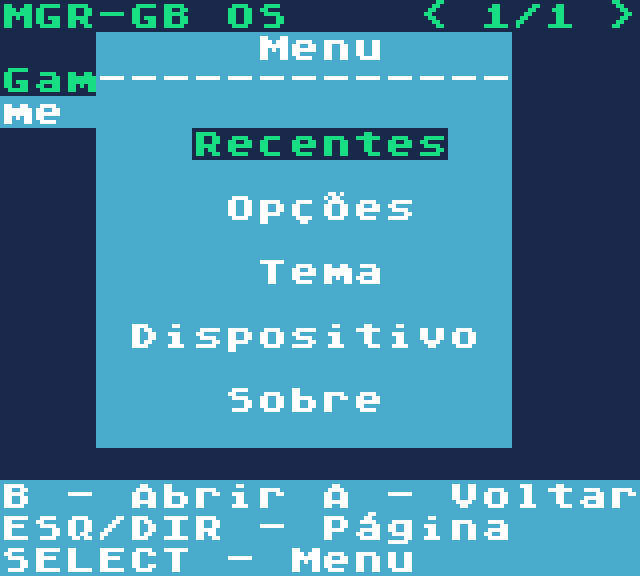 MGR-GB OS < 1/1 >
Menu
Gam--------------
me
Recentes
Opções
Tema
Dispositivo
Sobre
B - Abrir A - Voltar
ESQ/DIR - Página
SELECT - Menu